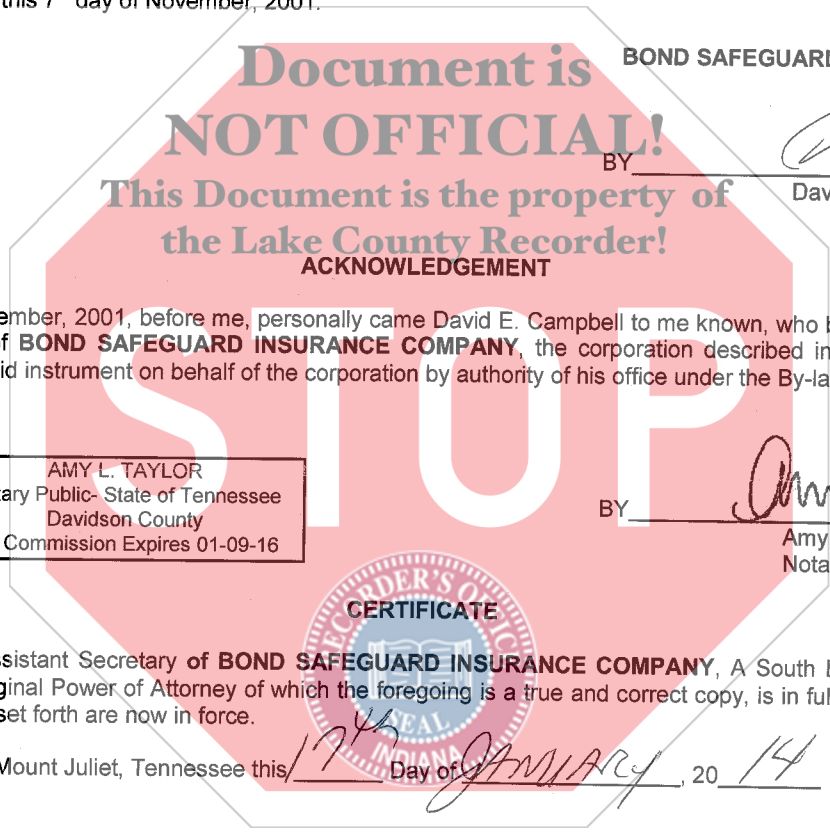 this 7th day of November, 2001.
BOND SAFEGUARD
Document is
NOT OFFICIAL!
BY
Dav
This Document is the property of
the Lake County Recorder!
ACKNOWLEDGEMENT
ember, 2001, before me, personally came David E. Campbell to me known, who b
f BOND SAFEGUARD INSURANCE COMPANY, the corporation described in
id instrument on behalf of the corporation by authority of his office under the By-la
STOP
AMY L. TAYLOR
tary Public- State of Tennessee
Davidson County
Commission Expires 01-09-16
BY
Amy
Nota
RECORDER'S OFFICE
CERTIFICATE
ssistant Secretary of BOND SAFEGUARD INSURANCE COMPANY, A South
ginal Power of Attorney of which the foregoing is a true and correct copy, is in ful
set forth are now in force.
SEAL
INDIANA
Mount Juliet, Tennessee this 17th Day of JANUARY, 20 14